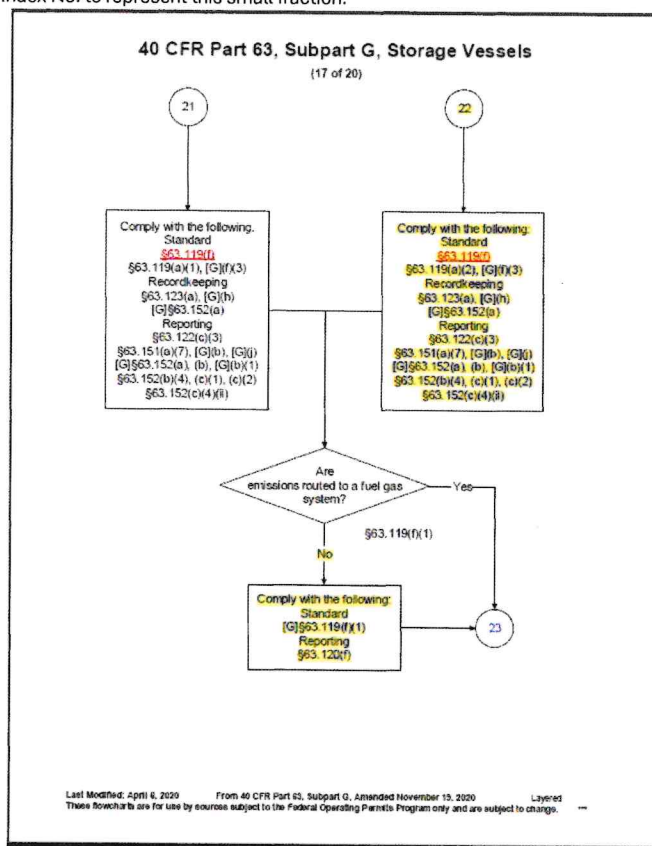 Index No. to represent this small fraction.
40 CFR Part 63, Subpart G, Storage Vessels
(17 of 20)
21
22
Comply with the following.
Standard
§63.119(f)
§63.119(a)(1), [G](f)(3)
Recordkeeping
§63.123(a), [G](h)
[G]§63.152(a)
Reporting
§63.122(c)(3)
§63.151(a)(7), [G](b), [G](j)
[G]§63.152(a), (b), [G](b)(1)
§63.152(b)(4), (c)(1), (c)(2)
§63.152(c)(4)(ii)
Comply with the following:
Standard
§63.119(f)
§63.119(a)(2), [G](f)(3)
Recordkeeping
§63.123(a), [G](h)
[G]§63.152(a)
Reporting
§63.122(c)(3)
§63.151(a)(7), [G](b), [G](j)
[G]§63.152(a), (b), [G](b)(1)
§63.152(b)(4), (c)(1), (c)(2)
§63.152(c)(4)(ii)
Are
emissions routed to a fuel gas
system?
Yes
§63.119(f)(1)
No
Comply with the following:
Standard
[G]§63.119(f)(1)
Reporting
§63.120(f)
23
Last Modified: April 6, 2020 From 40 CFR Part 63, Subpart G, Amended November 19, 2020 Layered
These flowcharts are for use by sources subject to the Federal Operating Permits Program only and are subject to change.